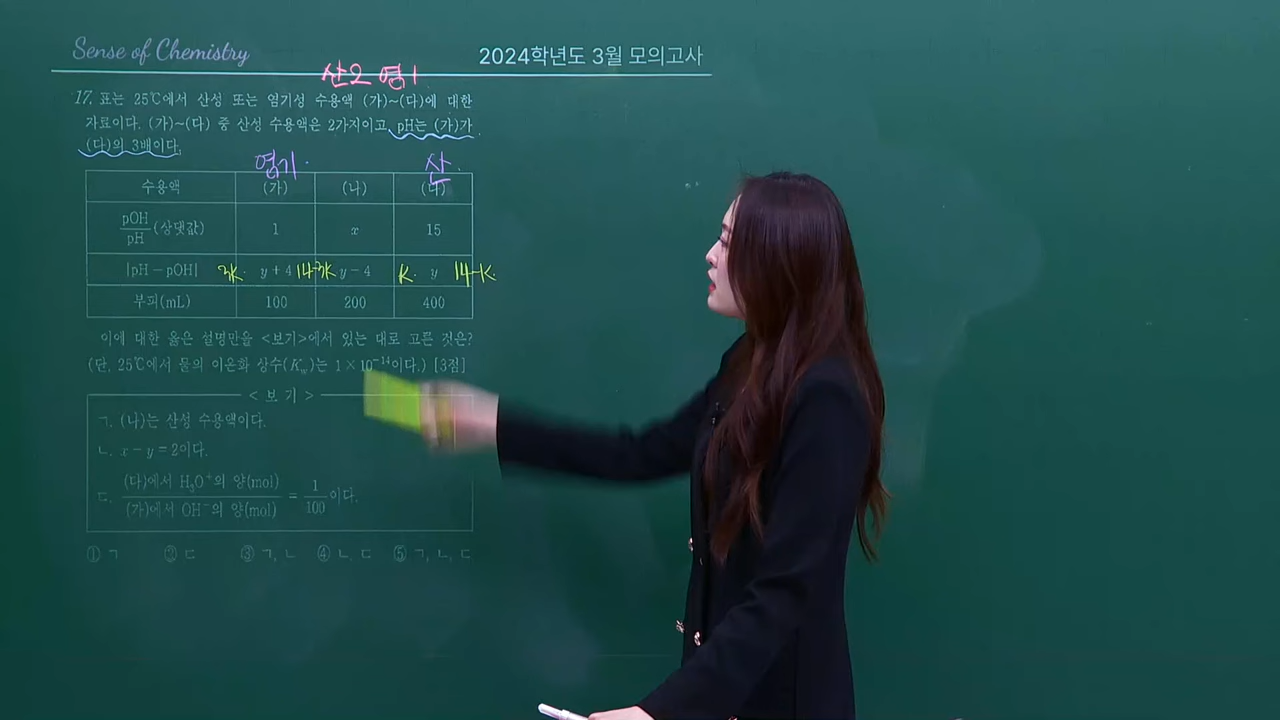 Sense of Chemistry
2024학년도 3월 모의고사
산2 염1
17. 표는 25℃에서 산성 또는 염기성 수용액 (가)~(다)에 대한
자료이다. (가)~(다) 중 산성 수용액은 2가지이고, pH는 (가)가
(다)의 3배이다.
염기 산
수용액 (가) (나) (다)
pOH/pH (상댓값) 1 x 15
|pH－pOH| 3k y＋4 14-3k y－4 k y 14-k
부피(mL) 100 200 400
이에 대한 옳은 설명만을 <보기>에서 있는 대로 고른 것은?
(단, 25℃에서 물의 이온화 상수(Kw)는 1×10⁻¹⁴이다.) [3점]
<보 기>
ㄱ. (나)는 산성 수용액이다.
ㄴ. x－y＝2이다.
ㄷ. (다)에서 H₃O⁺의 양(mol)/(가)에서 OH⁻의 양(mol) ＝ 1/100이다.
① ㄱ ② ㄷ ③ ㄱ, ㄴ ④ ㄴ, ㄷ ⑤ ㄱ, ㄴ, ㄷ